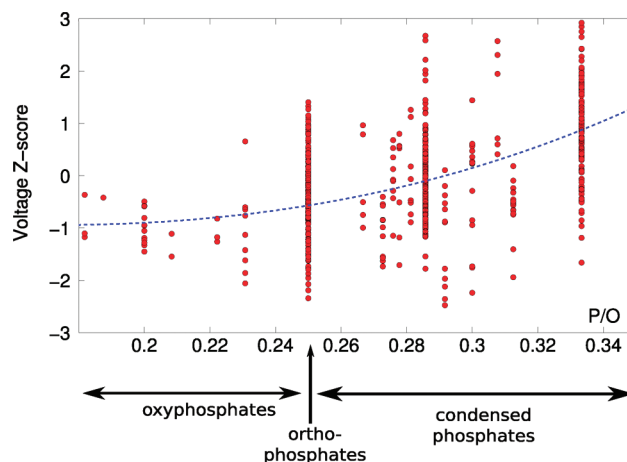 3
2
1
0
−1
−2
−3
Voltage Z−score
P/O
0.2 0.22 0.24 0.26 0.28 0.3 0.32 0.34
oxyphosphates
ortho-
phosphates
condensed
phosphates